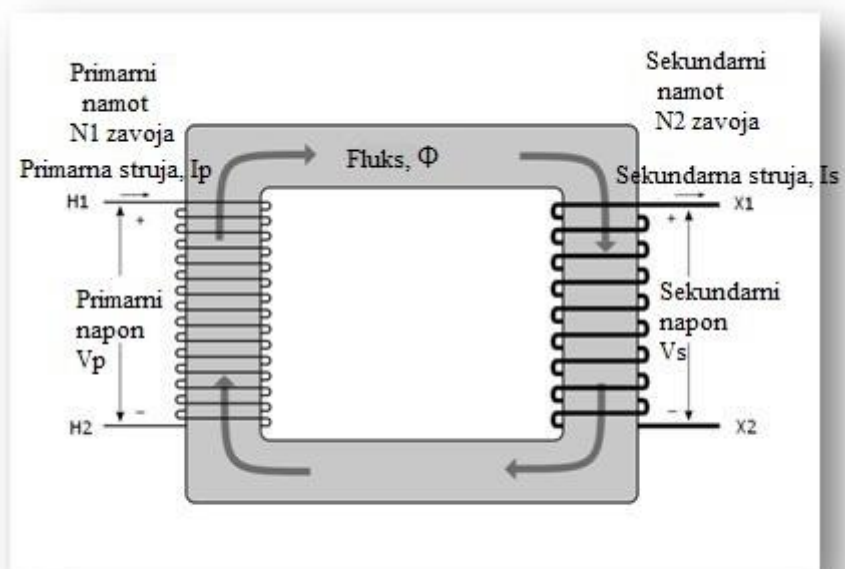 Primarni
namot
N1 zavoja
Primarna struja, Ip
H1
+
Primarni
napon
Vp
−
H2
Fluks, Φ
Sekundarni
namot
N2 zavoja
Sekundarna struja, Is
X1
+
Sekundarni
napon
Vs
−
X2